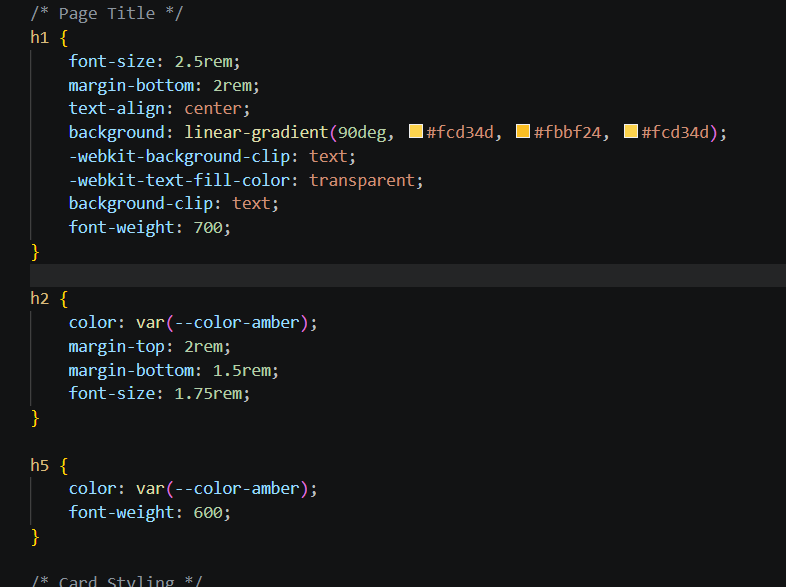 /* Page Title */
h1 {
    font-size: 2.5rem;
    margin-bottom: 2rem;
    text-align: center;
    background: linear-gradient(90deg, #fcd34d, #fbbf24, #fcd34d);
    -webkit-background-clip: text;
    -webkit-text-fill-color: transparent;
    background-clip: text;
    font-weight: 700;
}

h2 {
    color: var(--color-amber);
    margin-top: 2rem;
    margin-bottom: 1.5rem;
    font-size: 1.75rem;
}

h5 {
    color: var(--color-amber);
    font-weight: 600;
}

/* Card Styling */